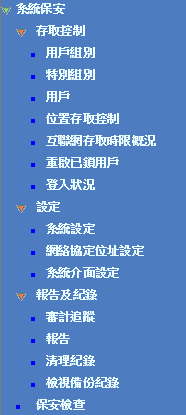 系統保安
存取控制
用戶組別
特別組別
用戶
位置存取控制
互聯網存取時限概況
重啟已鎖用戶
登入狀況
設定
系統設定
網絡協定位址設定
系統介面設定
報告及紀錄
審計追蹤
報告
清理紀錄
檢視備份紀錄
保安檢查